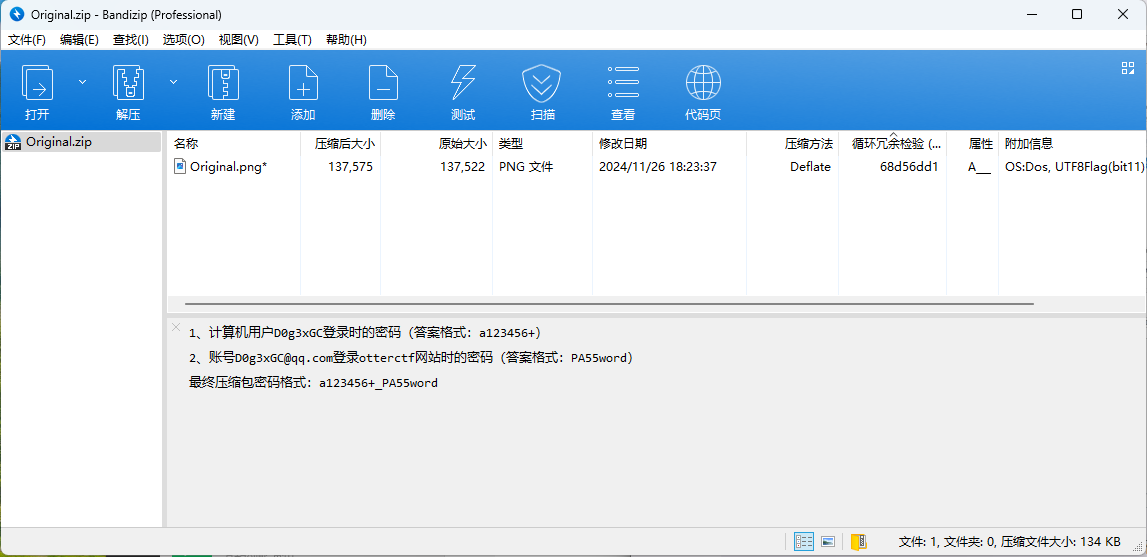 Original.zip - Bandizip (Professional)
文件(F) 编辑(E) 查找(I) 选项(O) 视图(V) 工具(T) 帮助(H)
打开 解压 新建 添加 删除 测试 扫描 查看 代码页
Original.zip
名称 压缩后大小 原始大小 类型 修改日期 压缩方法 循环冗余检验 (... 属性 附加信息
Original.png* 137,575 137,522 PNG 文件 2024/11/26 18:23:37 Deflate 68d56dd1 A__ OS:Dos, UTF8Flag(bit11)
1、计算机用户D0g3xGC登录时的密码（答案格式：a123456+）
2、账号D0g3xGC@qq.com登录otterctf网站时的密码（答案格式：PA55word）
最终压缩包密码格式：a123456+_PA55word
文件: 1, 文件夹: 0, 压缩文件大小: 134 KB